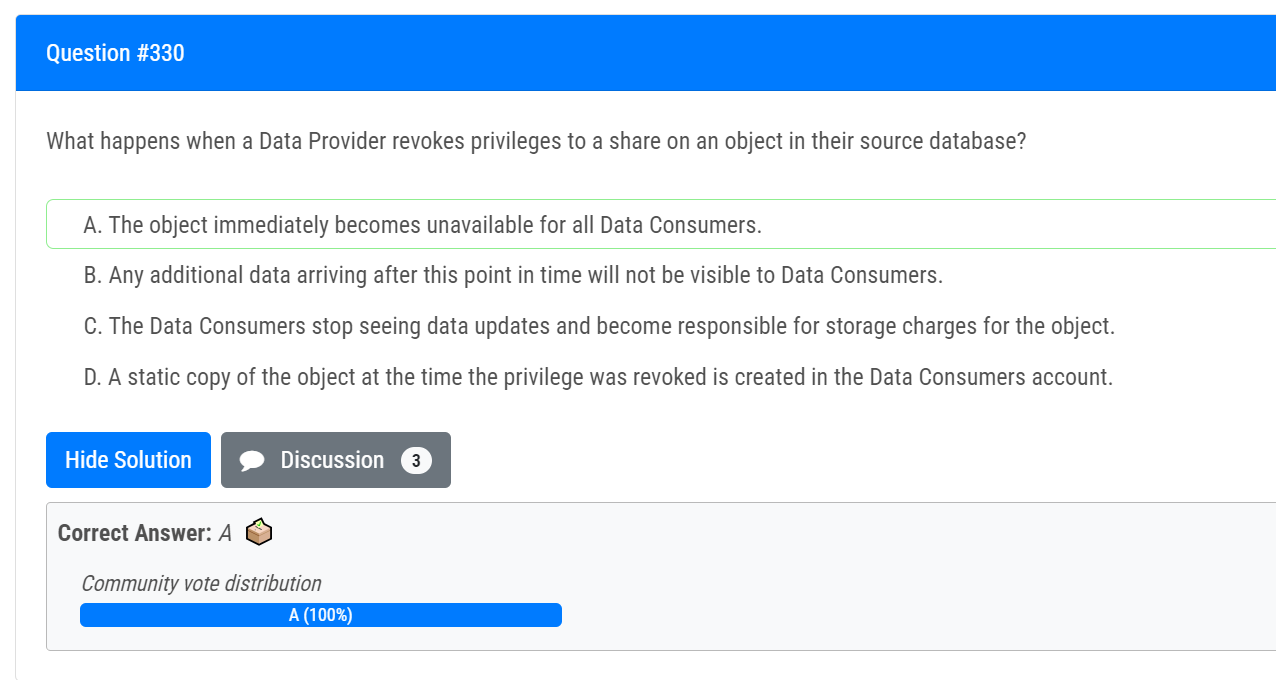 Question #330
What happens when a Data Provider revokes privileges to a share on an object in their source database?
A. The object immediately becomes unavailable for all Data Consumers.
B. Any additional data arriving after this point in time will not be visible to Data Consumers.
C. The Data Consumers stop seeing data updates and become responsible for storage charges for the object.
D. A static copy of the object at the time the privilege was revoked is created in the Data Consumers account.
Hide Solution
Discussion 3
Correct Answer: A
Community vote distribution
A (100%)